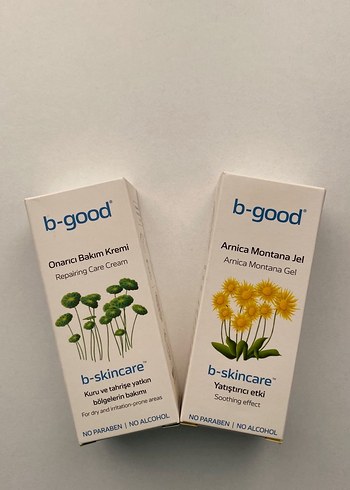 b-good®
Onarıcı Bakım Kremi
Repairing Care Cream
b-skincare™
Kuru ve tahrişe yatkın
bölgelerin bakımı
For dry and irritation-prone areas
NO PARABEN | NO ALCOHOL
b-good®
Arnica Montana Jel
Arnica Montana Gel
b-skincare™
Yatıştırıcı etki
Soothing effect
NO PARABEN | NO ALCOHOL